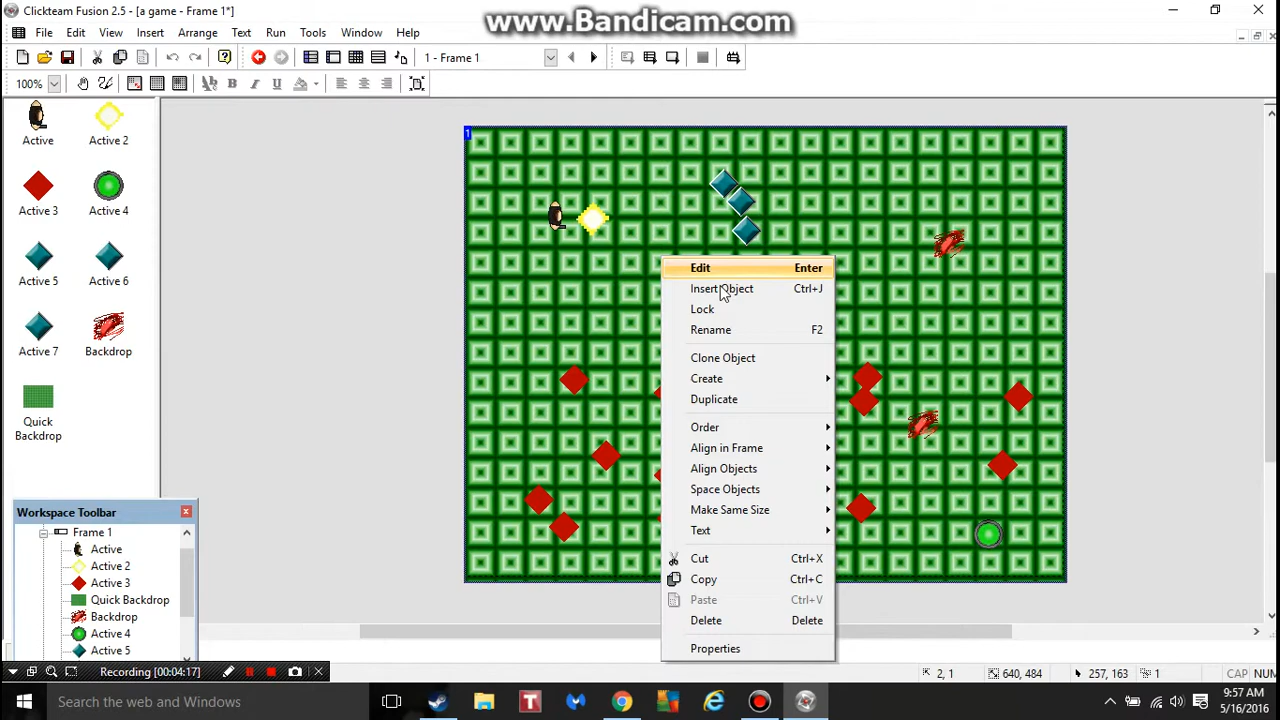 Clickteam Fusion 2.5 - [a game - Frame 1*]
www.Bandicam.com
File Edit View Insert Arrange Text Run Tools Window Help
1 - Frame 1
100%
Active Active 2
Active 3 Active 4
Active 5 Active 6
Active 7 Backdrop
Quick
Backdrop
1
Edit Enter
Insert Object Ctrl+J
Lock
Rename F2
Clone Object
Create
Duplicate
Order
Align in Frame
Align Objects
Space Objects
Make Same Size
Text
Cut Ctrl+X
Copy Ctrl+C
Paste Ctrl+V
Delete Delete
Properties
Workspace Toolbar
Frame 1
Active
Active 2
Active 3
Quick Backdrop
Backdrop
Active 4
Active 5
Recording [00:04:17]
2, 1 640, 484 257, 163 1 CAP NUM
Search the web and Windows
9:57 AM
5/16/2016